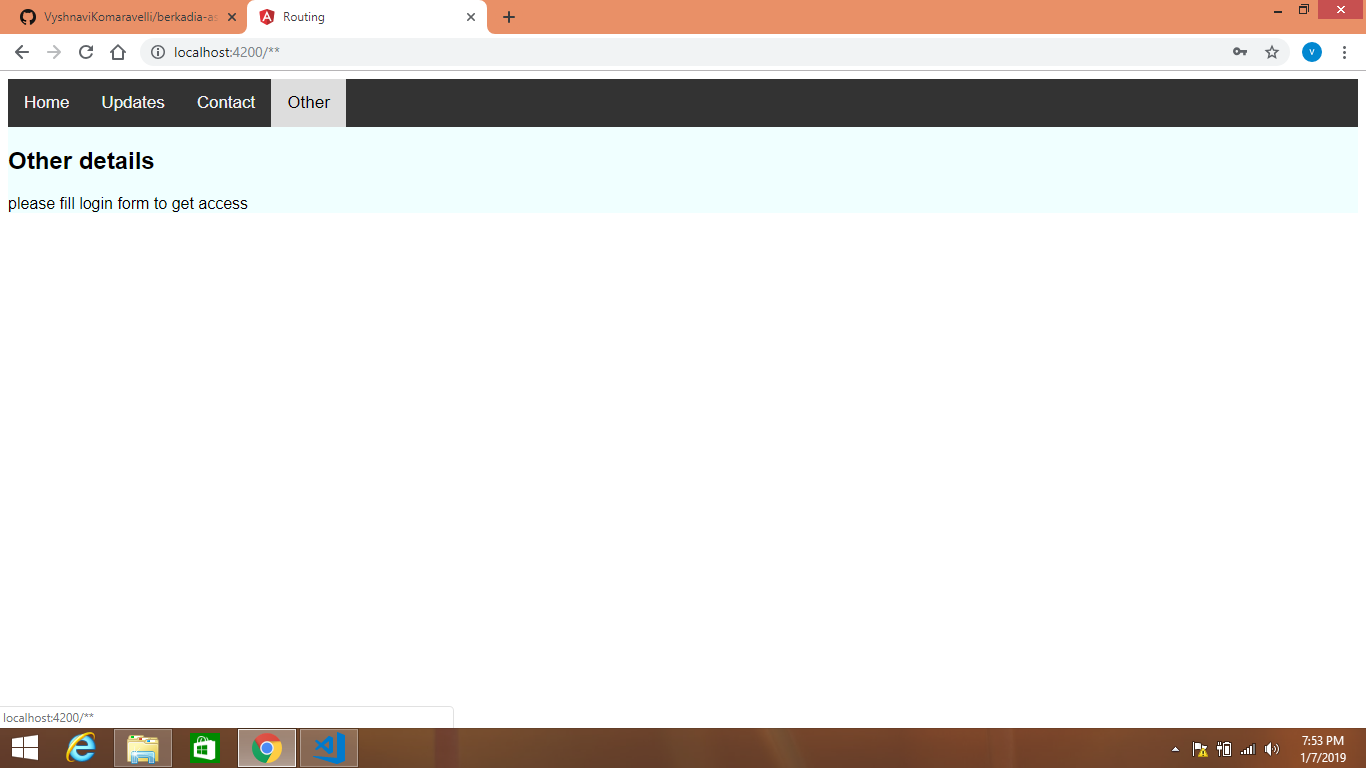 VyshnaviKomaravelli/berkadia-as
Routing
localhost:4200/**
V
Home Updates Contact Other
Other details
please fill login form to get access
localhost:4200/**
7:53 PM
1/7/2019